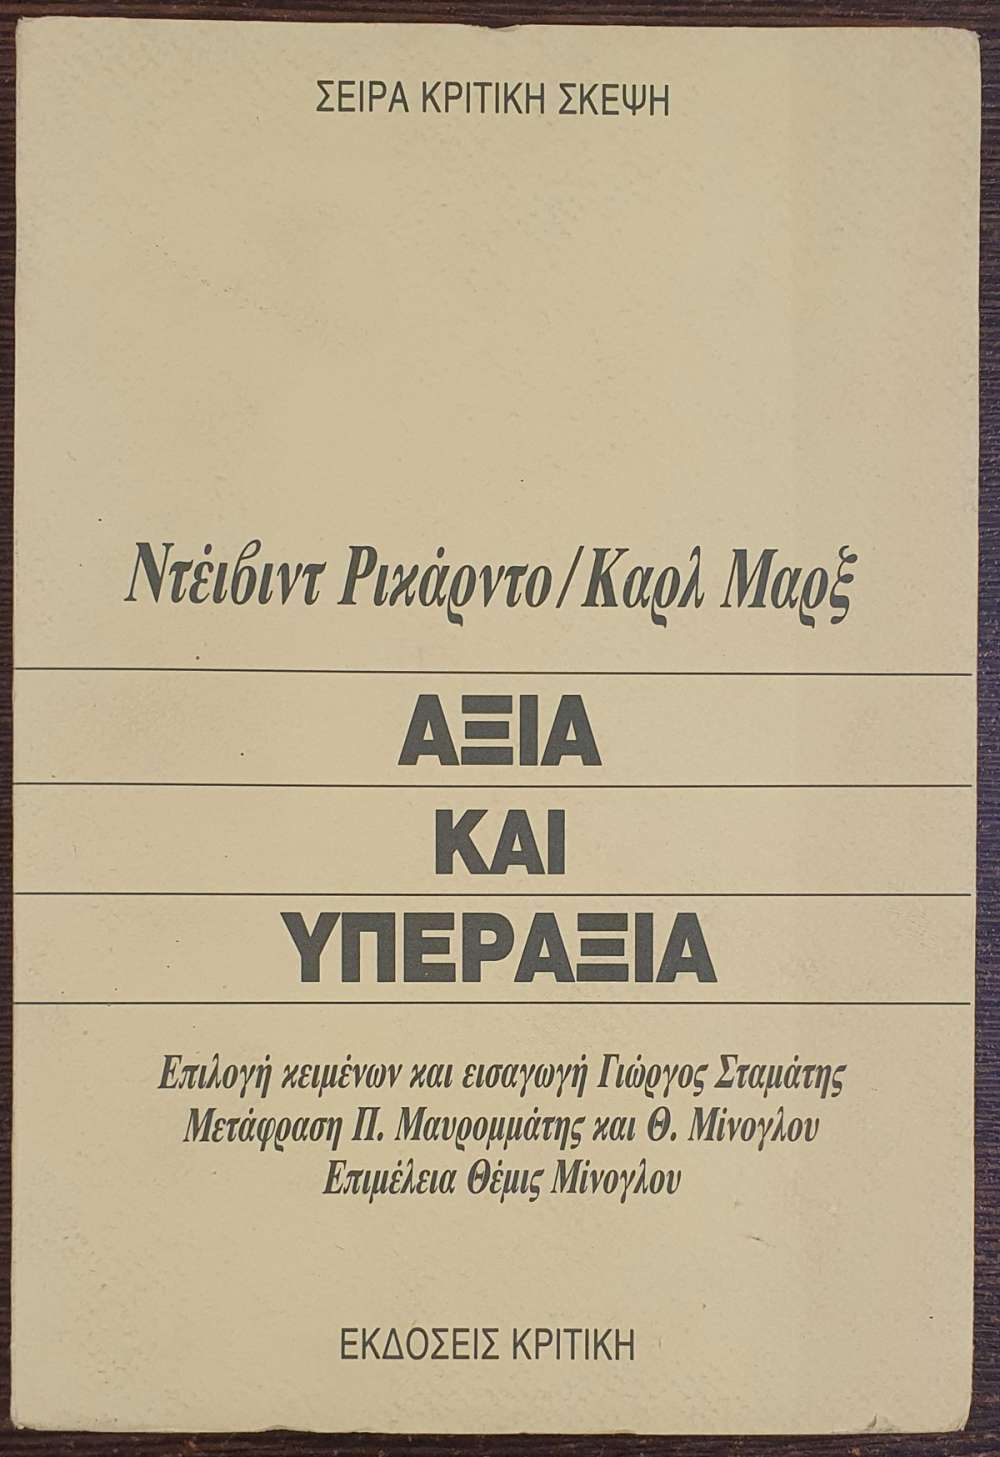 ΣΕΙΡΑ ΚΡΙΤΙΚΗ ΣΚΕΨΗ
Ντέιβιντ Ρικάρντο/Καρλ Μαρξ
ΑΞΙΑ
ΚΑΙ
ΥΠΕΡΑΞΙΑ
Επιλογή κειμένων και εισαγωγή Γιώργος Σταμάτης
Μετάφραση Π. Μαυρομμάτης και Θ. Μίνογλου
Επιμέλεια Θέμις Μίνογλου
ΕΚΔΟΣΕΙΣ ΚΡΙΤΙΚΗ